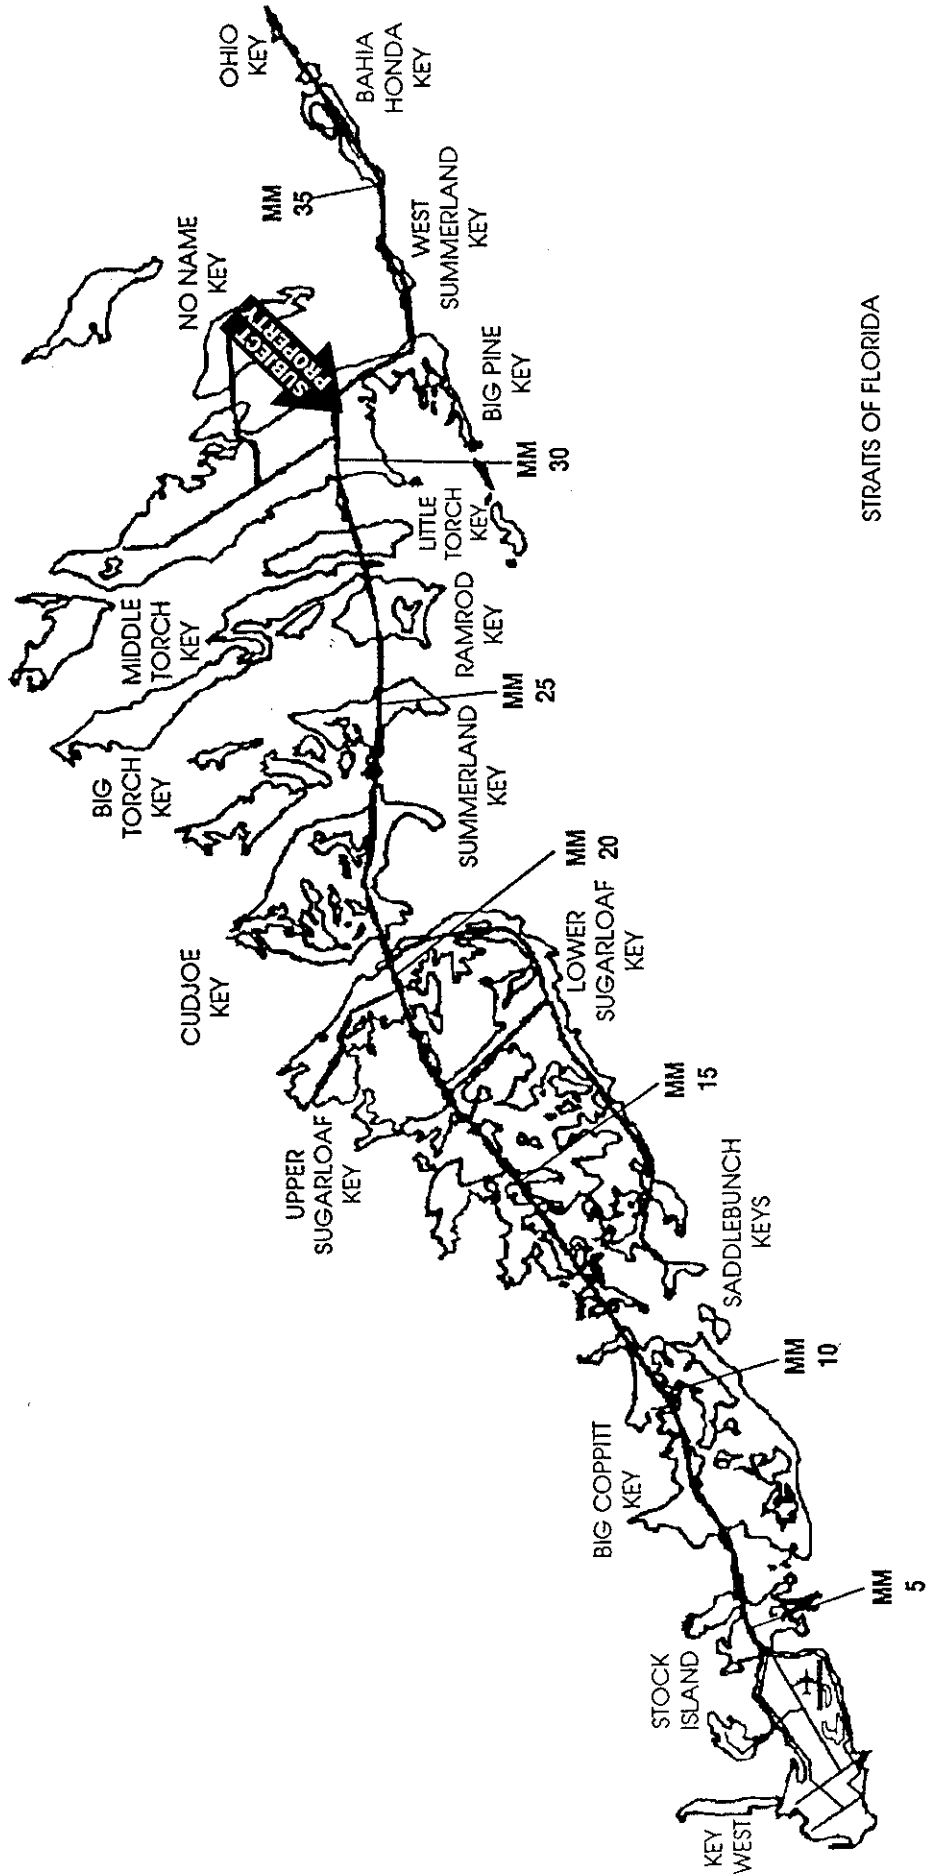 OHIO
KEY
BAHIA
HONDA
KEY
MM
35
WEST
SUMMERLAND
KEY
NO NAME
KEY
SUBJECT
PROPERTY
BIG PINE
KEY
MM
30
LITTLE
TORCH
KEY
MIDDLE
TORCH
KEY
RAMROD
KEY
MM
25
BIG
TORCH
KEY
SUMMERLAND
KEY
MM
20
CUDJOE
KEY
LOWER
SUGARLOAF
KEY
MM
15
UPPER
SUGARLOAF
KEY
SADDLEBUNCH
KEYS
MM
10
BIG COPPITT
KEY
MM
5
STOCK
ISLAND
KEY
WEST
STRAITS OF FLORIDA